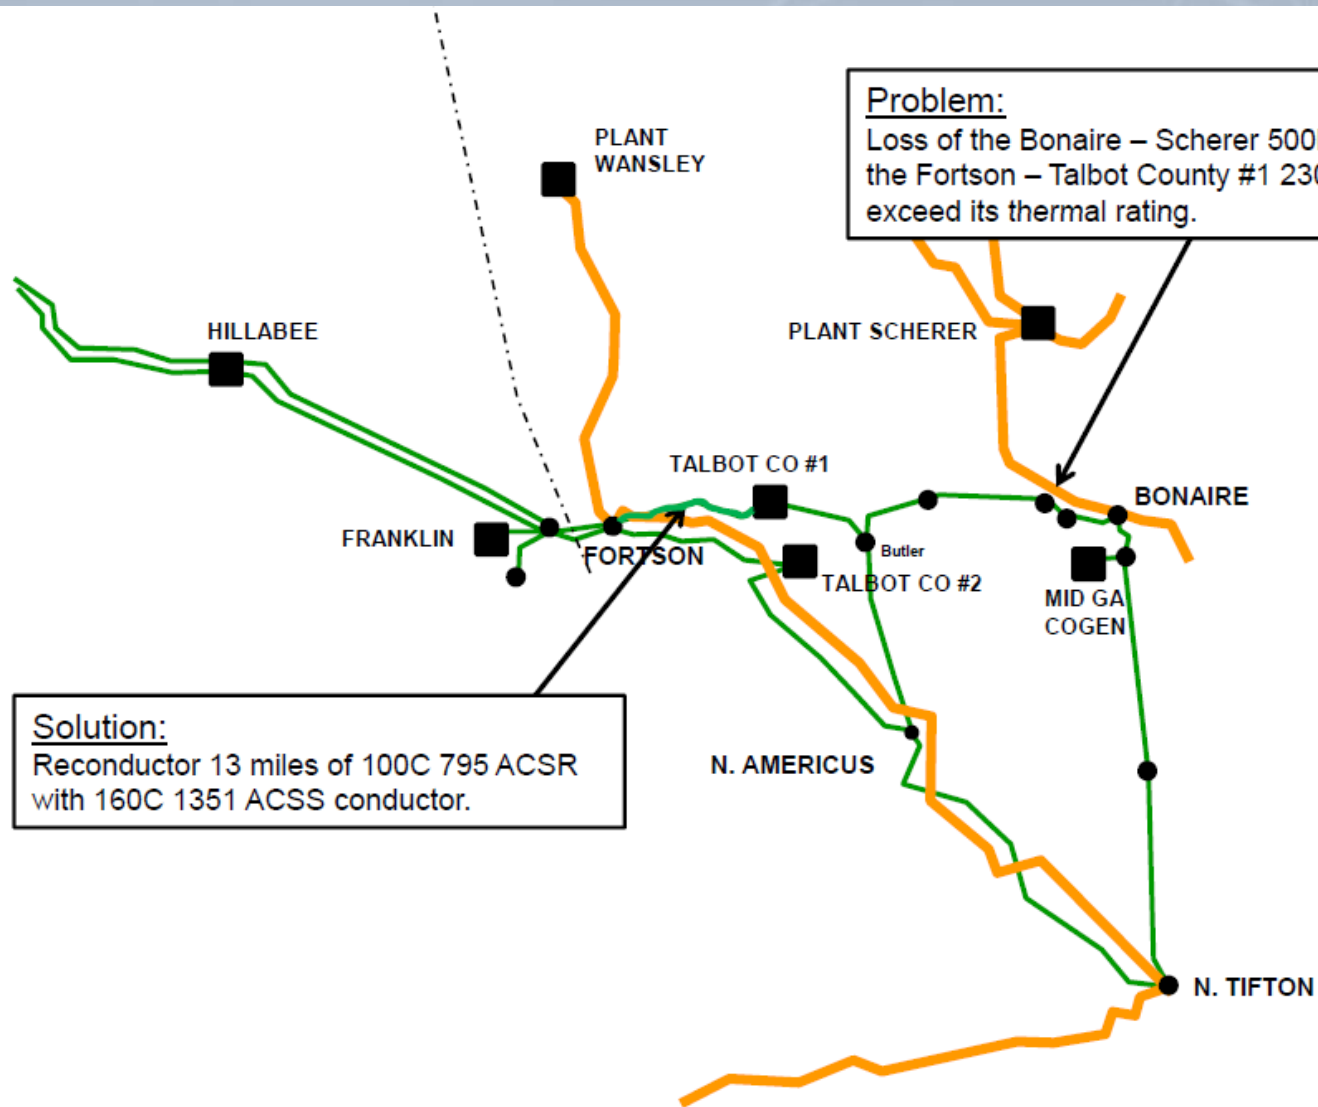 PLANT
WANSLEY
Problem:
Loss of the Bonaire – Scherer 500
the Fortson – Talbot County #1 230
exceed its thermal rating.
HILLABEE
PLANT SCHERER
TALBOT CO #1
BONAIRE
FRANKLIN
FORTSON
Butler
TALBOT CO #2
MID GA
COGEN
Solution:
Reconductor 13 miles of 100C 795 ACSR
with 160C 1351 ACSS conductor.
N. AMERICUS
N. TIFTON